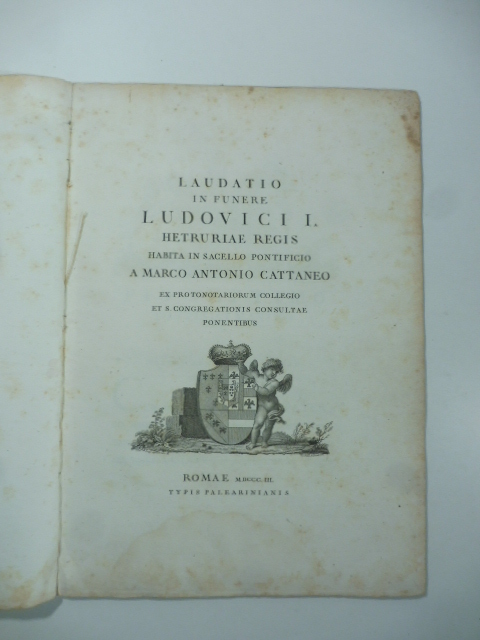 LAUDATIO
IN FUNERE
LUDOVICI I.
HETRURIAE REGIS
HABITA IN SACELLO PONTIFICIO
A MARCO ANTONIO CATTANEO
EX PROTONOTARIORUM COLLEGIO
ET S CONGREGATIONIS CONSULTAE
PONENTIBUS
ROMAE M.DCCC.III.
TYPIS PALEARINIANIS